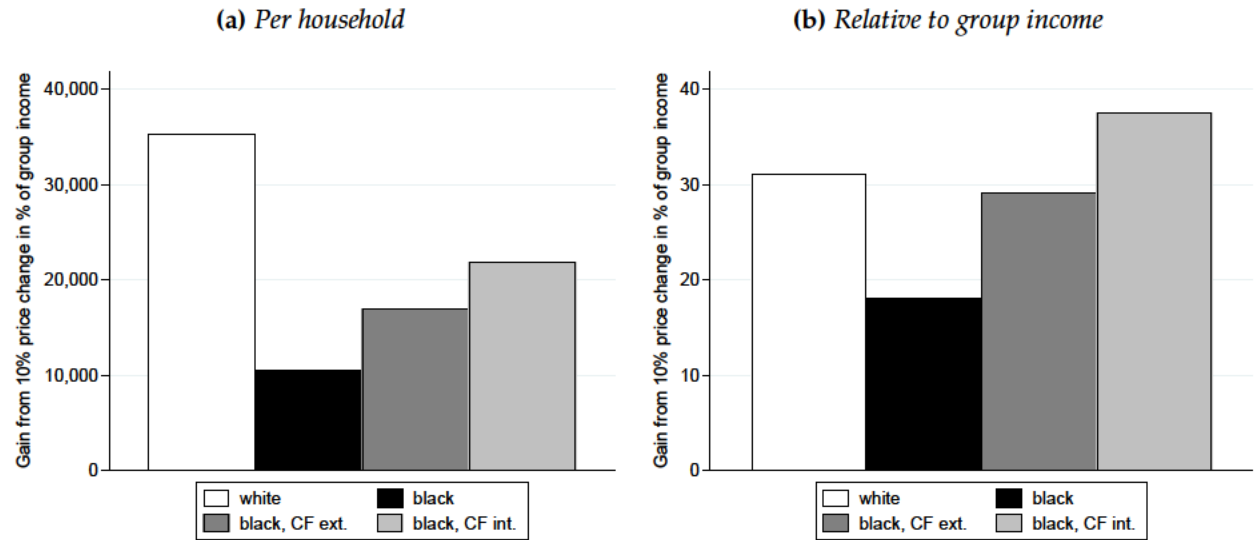 (a) Per household
Gain from 10% price change in % of group income
40,000
30,000
20,000
10,000
0
white
black
black, CF ext.
black, CF int.
(b) Relative to group income
Gain from 10% price change in % of group income
40
30
20
10
0
white
black
black, CF ext.
black, CF int.